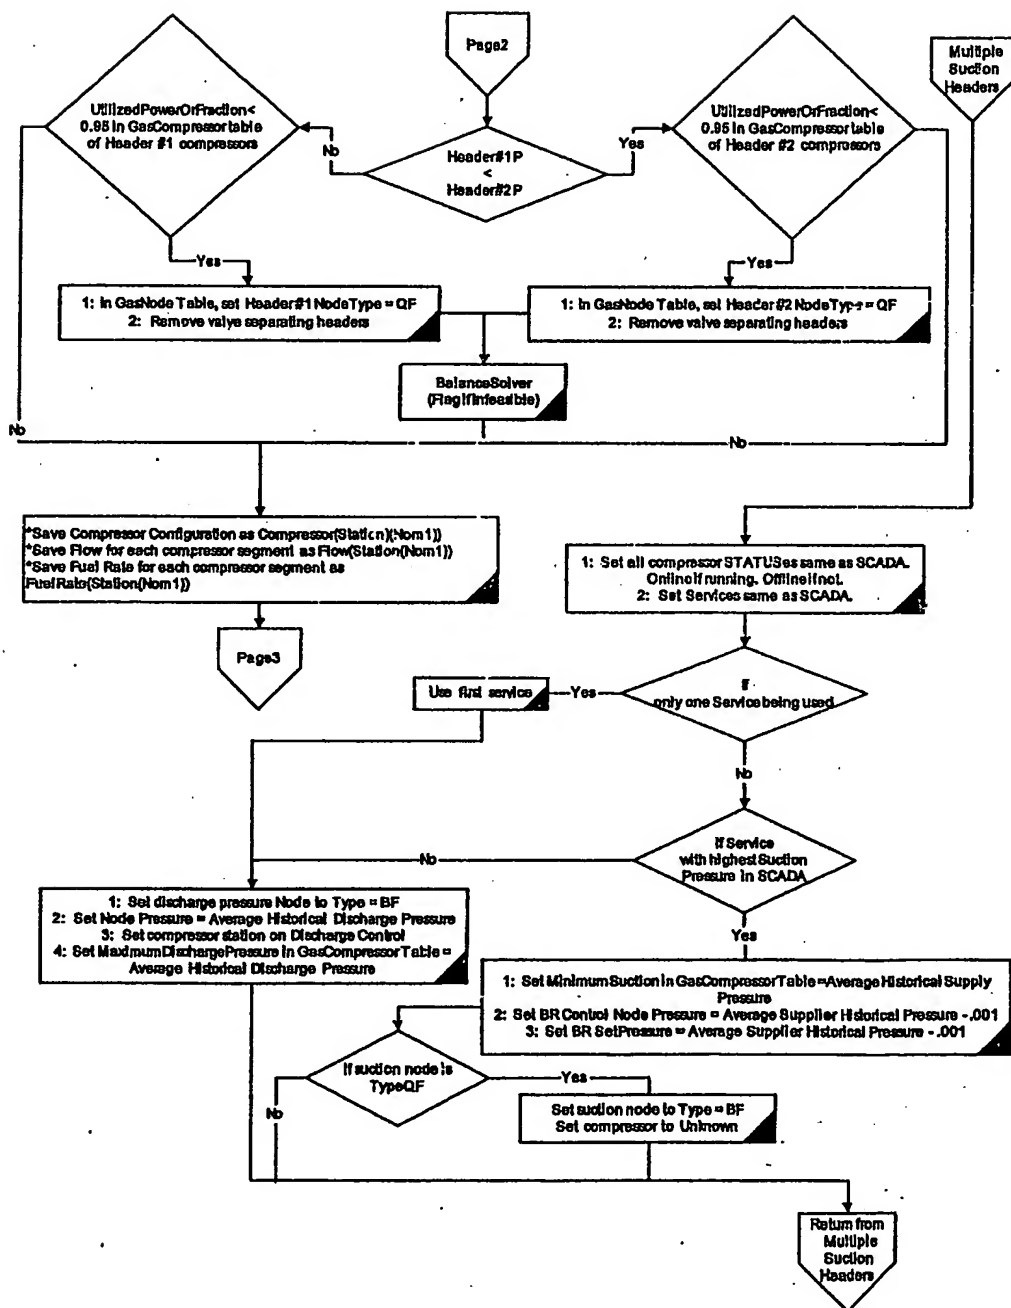 Page2
Multiple
Suction
Headers
UtilizedPowerOrFraction<
0.95 in GasCompressor table
of Header #1 compressors
No
Header#1P
<
Header#2P
Yes
UtilizedPowerOrFraction<
0.95 in GasCompressor table
of Header #2 compressors
Yes
Yes
1: In GasNode Table, set Header#1 NodeType = QF
2: Remove valve separating headers
1: In GasNode Table, set Header#2 NodeType = QF
2: Remove valve separating headers
BalanceSolver
(Flag if Infeasible)
No
No
*Save Compressor Configuration as Compressor(Station)(Nom1))
*Save Flow for each compressor segment as Flow(Station(Nom1))
*Save Fuel Rate for each compressor segment as
FuelRate(Station(Nom1))
Page3
1: Set all compressor STATUSes same as SCADA.
Online if running. Offline if not.
2: Set Services same as SCADA.
Use first service
Yes
If
only one Service being used
No
If Service
with highest Suction
Pressure in SCADA
No
Yes
1: Set discharge pressure Node to Type = BF
2: Set Node Pressure = Average Historical Discharge Pressure
3: Set compressor station on Discharge Control
4: Set MaximumDischargePressure in GasCompressorTable =
Average Historical Discharge Pressure
1: Set Minimum Suction in GasCompressorTable = Average Historical Supply
Pressure
2: Set BR Control Node Pressure = Average Supplier Historical Pressure - .001
3: Set BR SetPressure = Average Supplier Historical Pressure - .001
If suction node is
TypeQF
Yes
No
Set suction node to Type = BF
Set compressor to Unknown
Return from
Multiple
Suction
Headers